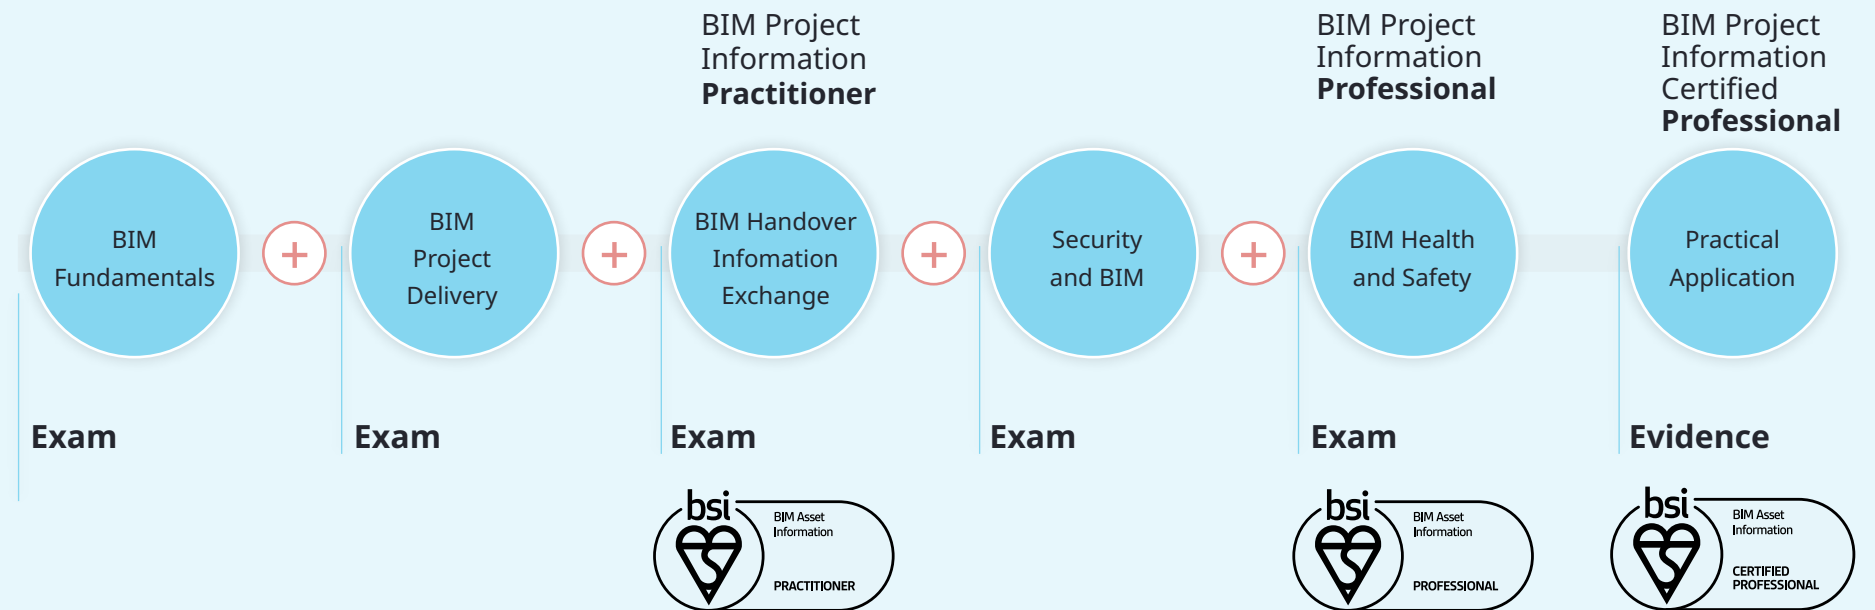 BIM Project
Information
Practitioner
BIM Project
Information
Professional
BIM Project
Information
Certified
Professional
BIM
Fundamentals
+
BIM
Project
Delivery
+
BIM Handover
Infomation
Exchange
+
Security
and BIM
+
BIM Health
and Safety
Practical
Application
Exam
Exam
Exam
Exam
Exam
Evidence
bsi
BIM Asset
Information
PRACTITIONER
bsi
BIM Asset
Information
PROFESSIONAL
bsi
BIM Asset
Information
CERTIFIED
PROFESSIONAL